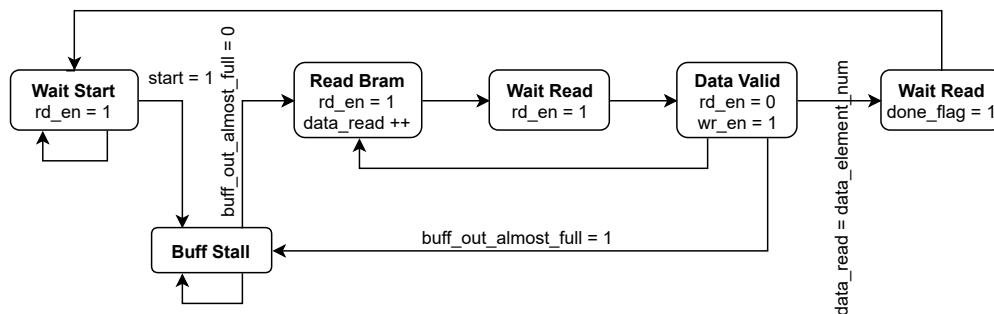 Wait Start
rd_en = 1
start = 1
buff_out_almost_full = 0
Read Bram
rd_en = 1
data_read ++
Wait Read
rd_en = 1
Data Valid
rd_en = 0
wr_en = 1
data_read = data_element_num
Wait Read
done_flag = 1
Buff Stall
buff_out_almost_full = 1